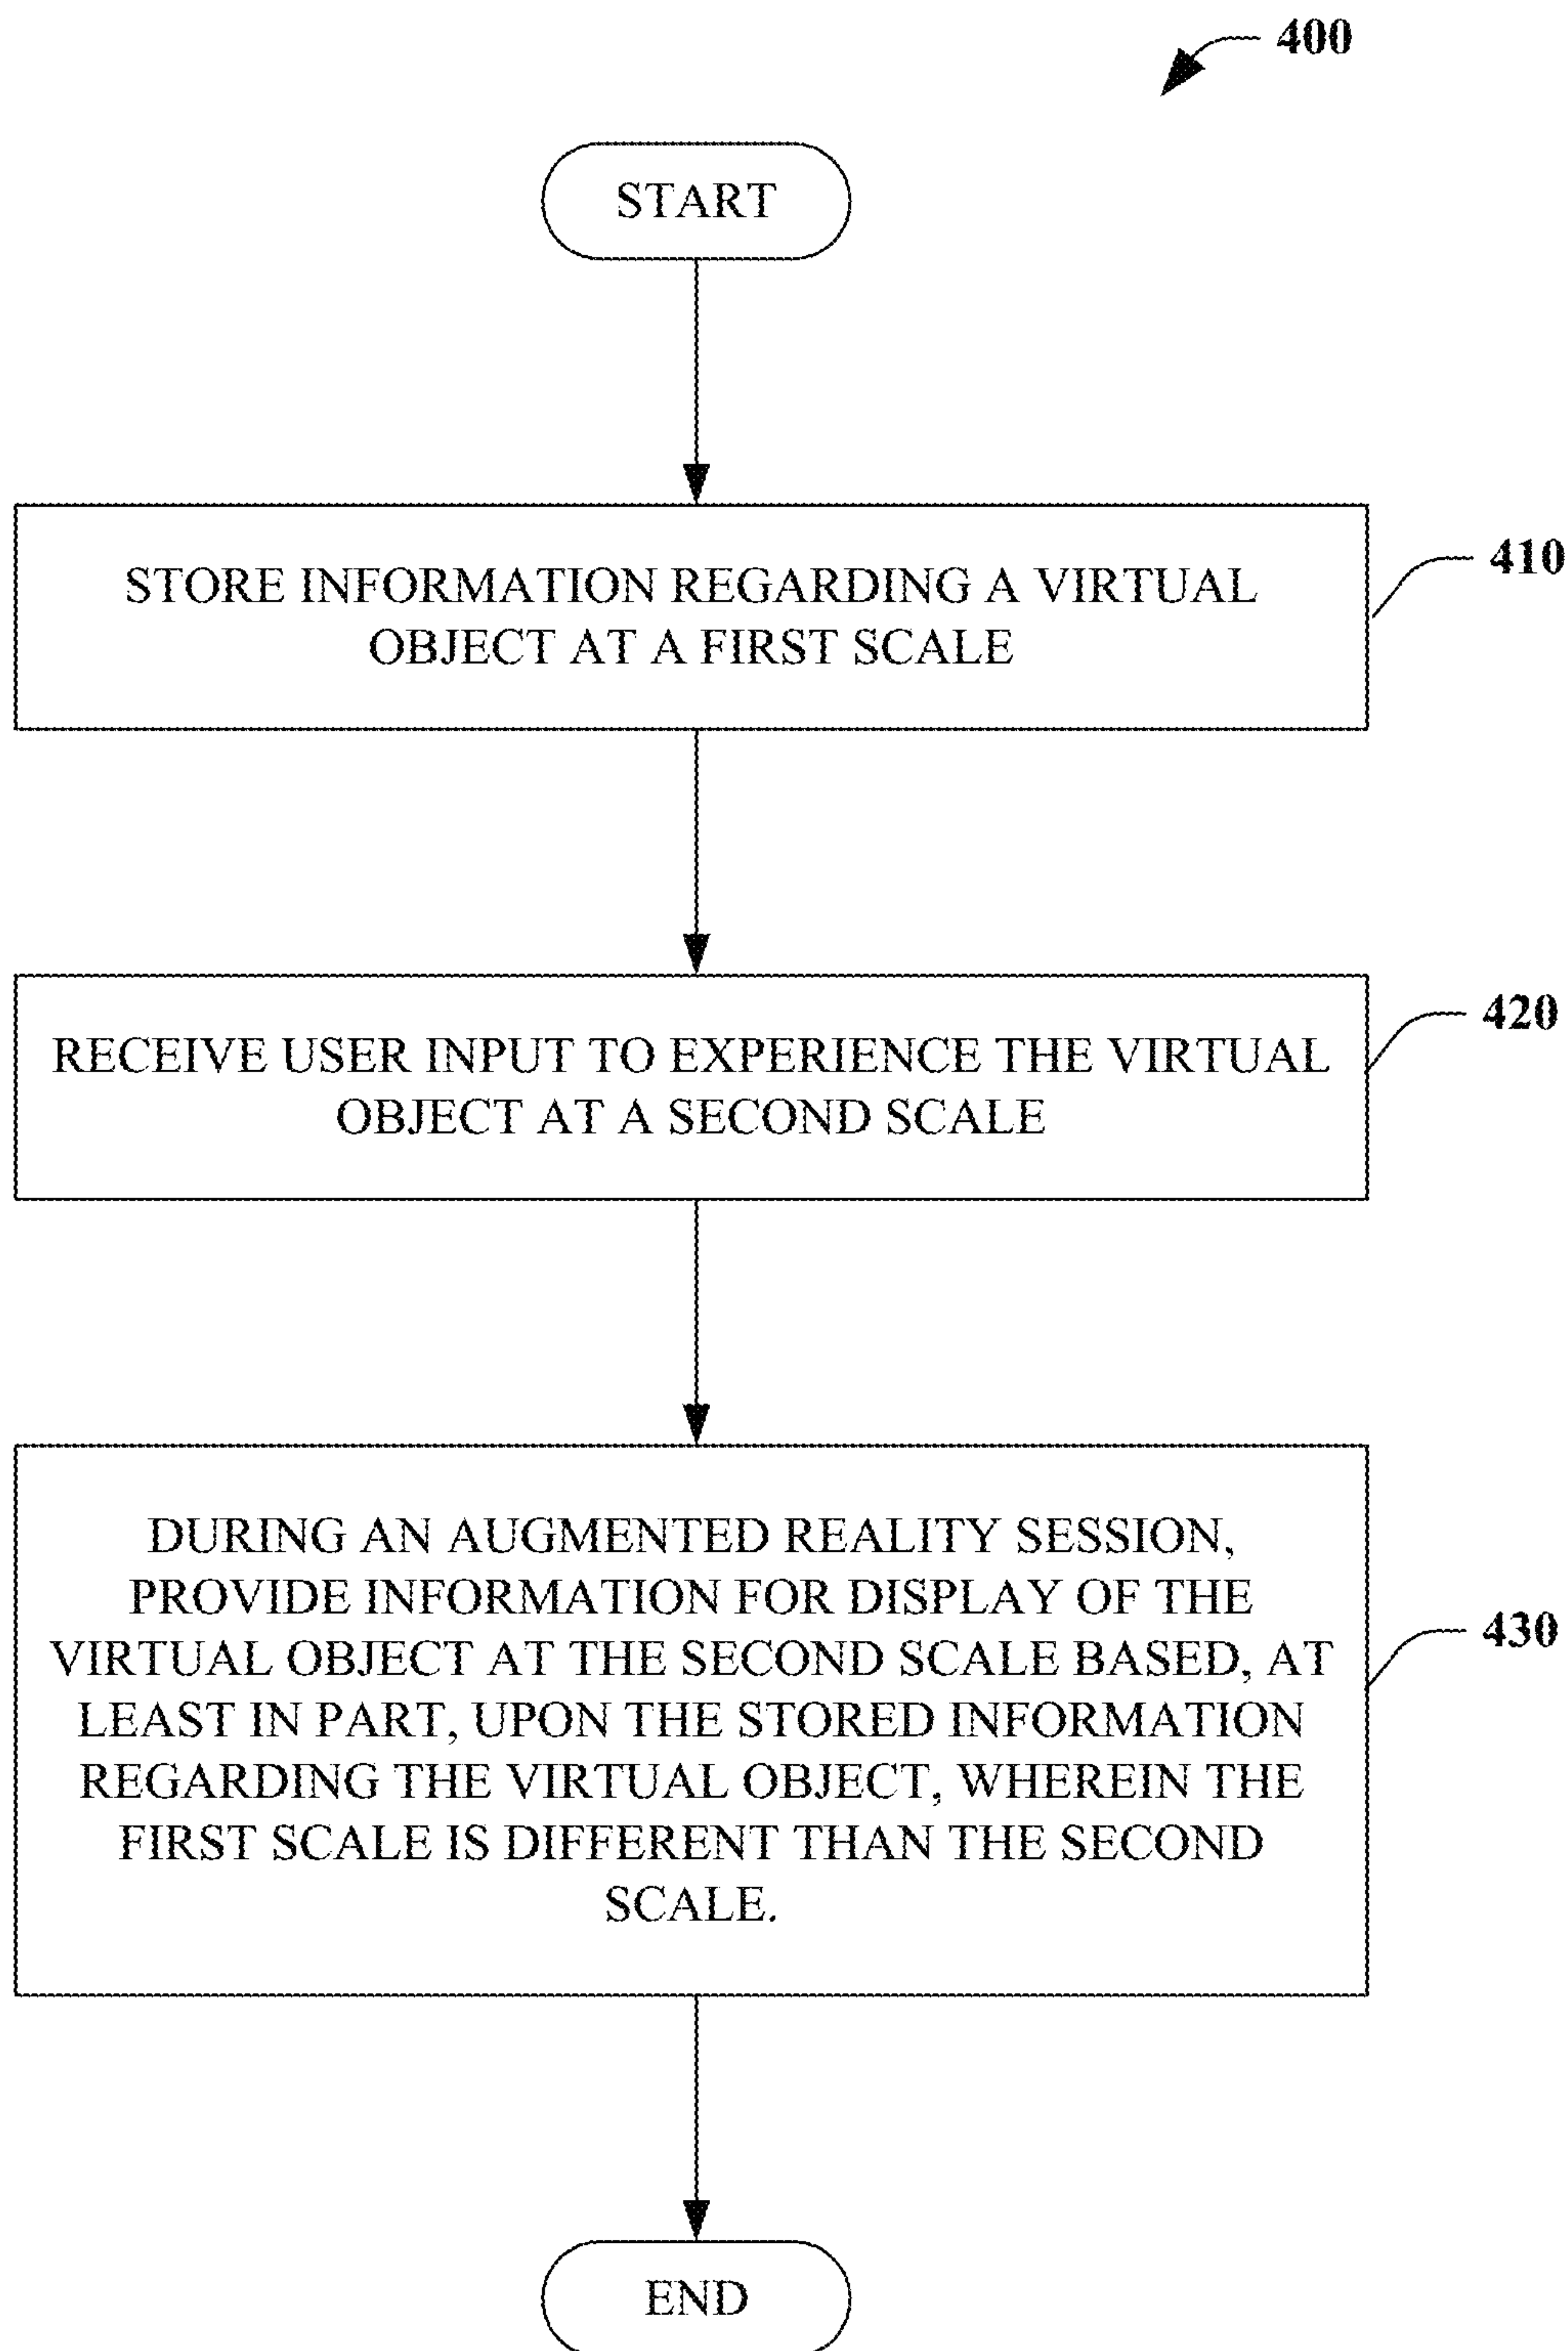 400
START
STORE INFORMATION REGARDING A VIRTUAL
OBJECT AT A FIRST SCALE
410
RECEIVE USER INPUT TO EXPERIENCE THE VIRTUAL
OBJECT AT A SECOND SCALE
420
DURING AN AUGMENTED REALITY SESSION,
PROVIDE INFORMATION FOR DISPLAY OF THE
VIRTUAL OBJECT AT THE SECOND SCALE BASED, AT
LEAST IN PART, UPON THE STORED INFORMATION
REGARDING THE VIRTUAL OBJECT, WHEREIN THE
FIRST SCALE IS DIFFERENT THAN THE SECOND
SCALE.
430
END